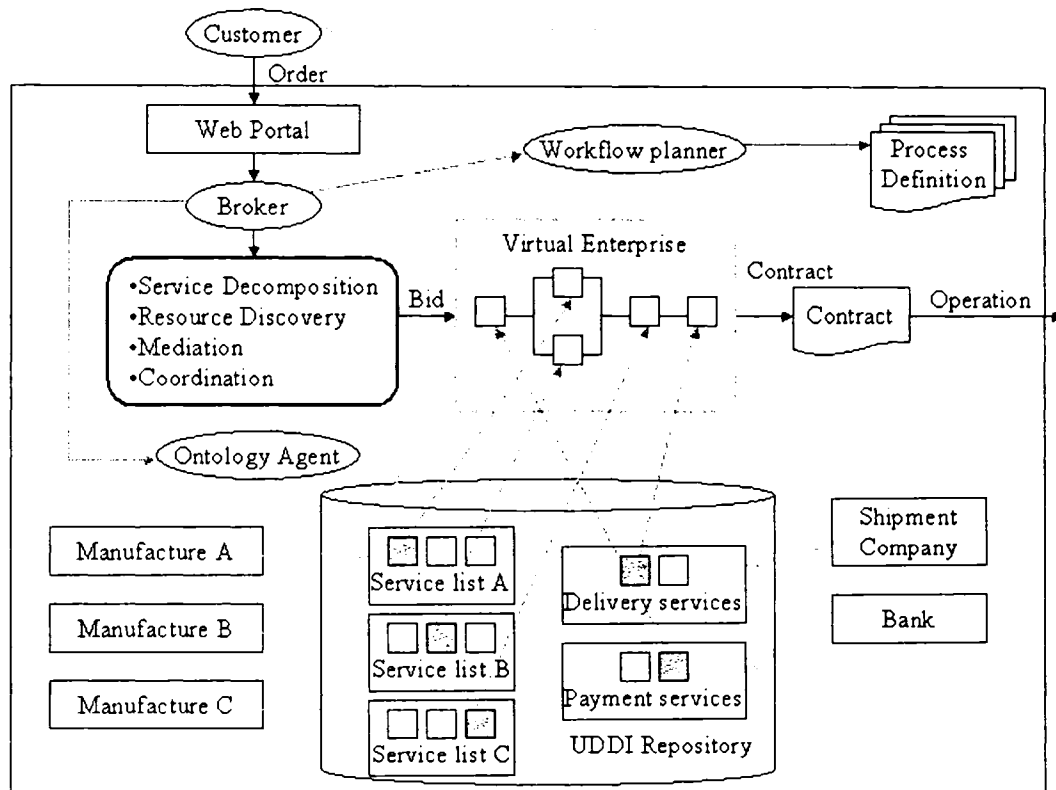 Customer
Order
Web Portal
Workflow planner
Process
Definition
Broker
Virtual Enterprise
•Service Decomposition
•Resource Discovery
•Mediation
•Coordination
Bid
Contract
Contract
Operation
Ontology Agent
Manufacture A
Manufacture B
Manufacture C
Service list A
Service list B
Service list C
Delivery services
Payment services
UDDI Repository
Shipment
Company
Bank